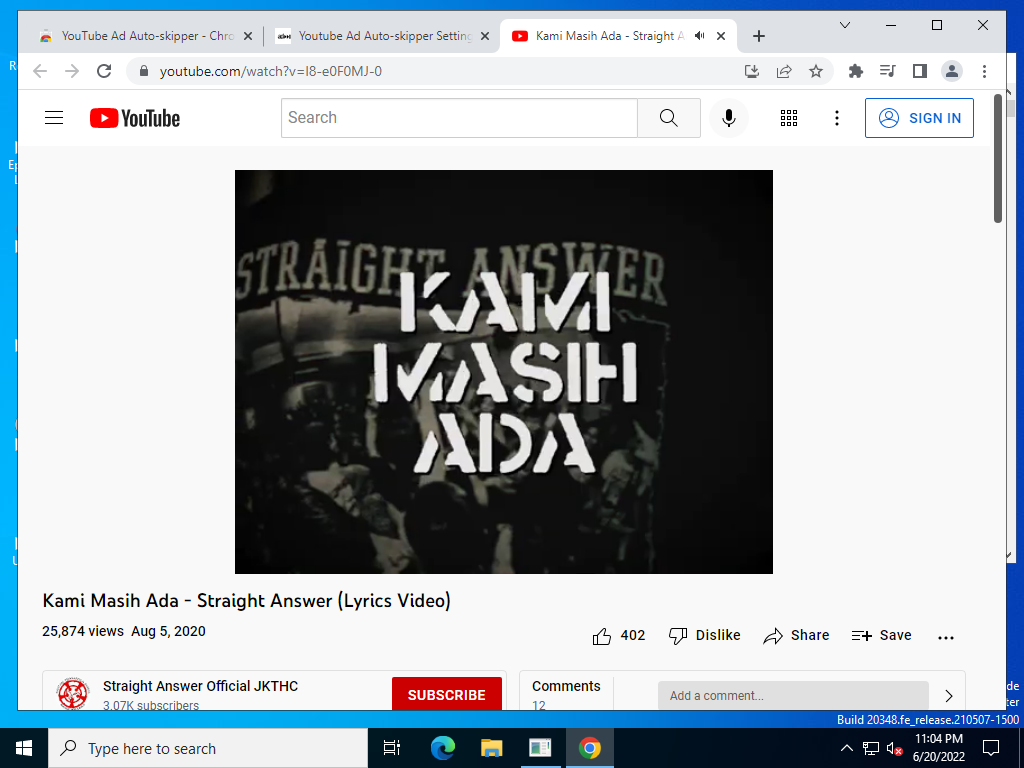 YouTube Ad Auto-skipper - Chro
Youtube Ad Auto-skipper Setting
Kami Masih Ada - Straight A
youtube.com/watch?v=I8-e0F0MJ-0
YouTube
Search
SIGN IN
STRAIGHT ANSWER
KAMI
MASIH
ADA
Kami Masih Ada - Straight Answer (Lyrics Video)
25,874 views Aug 5, 2020
402 Dislike Share Save
Straight Answer Official JKTHC
3.07K subscribers
SUBSCRIBE
Comments
12
Add a comment...
Build 20348.fe_release.210507-1500
Type here to search
11:04 PM
6/20/2022